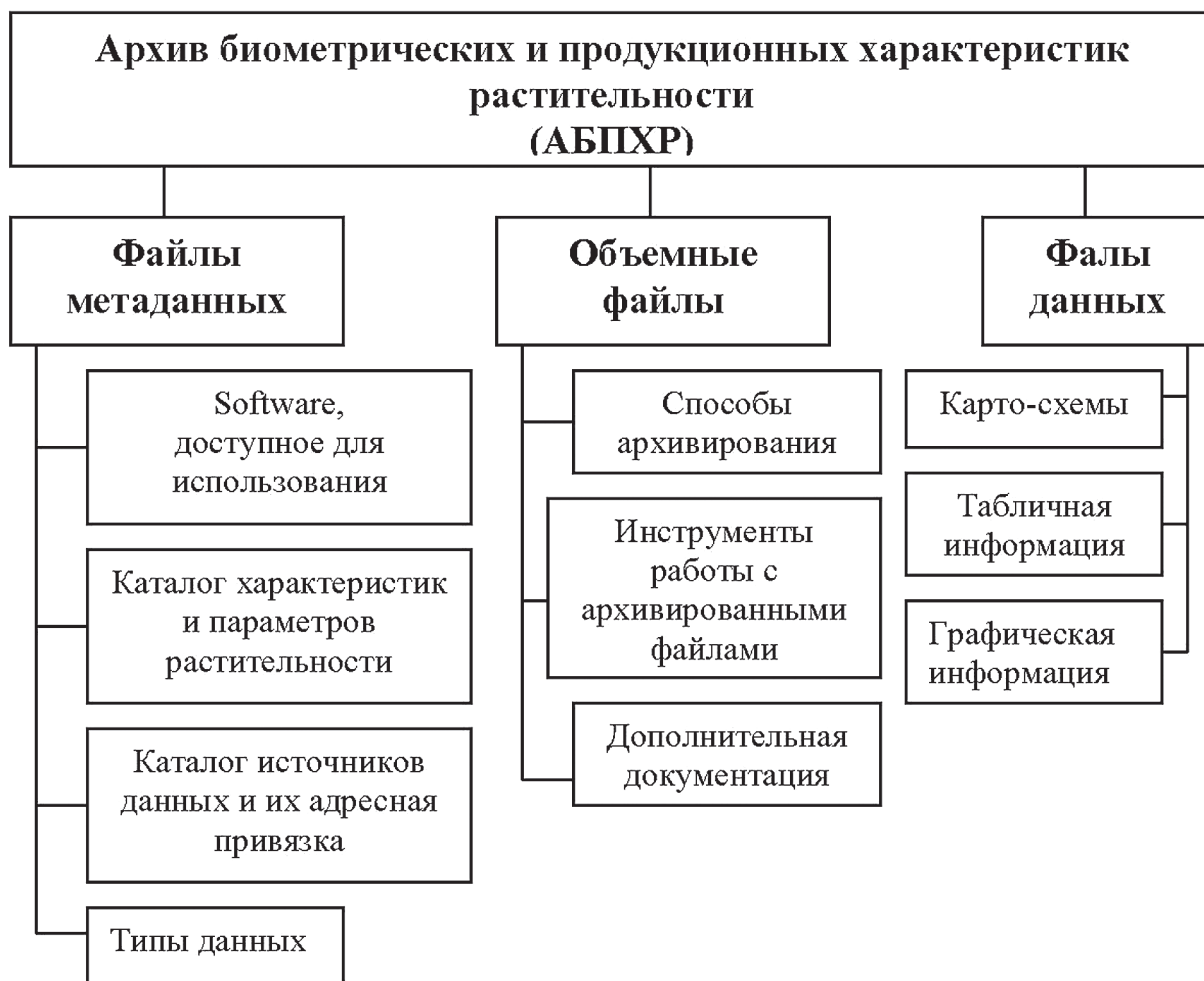 Архив биометрических и продукционных характеристик
растительности
(АБПХР)
Файлы
метаданных
Software,
доступное для
использования
Каталог характеристик
и параметров
растительности
Каталог источников
данных и их адресная
привязка
Типы данных
Объемные
файлы
Способы
архивирования
Инструменты
работы с
архивированными
файлами
Дополнительная
документация
Фалы
данных
Карто-схемы
Табличная
информация
Графическая
информация